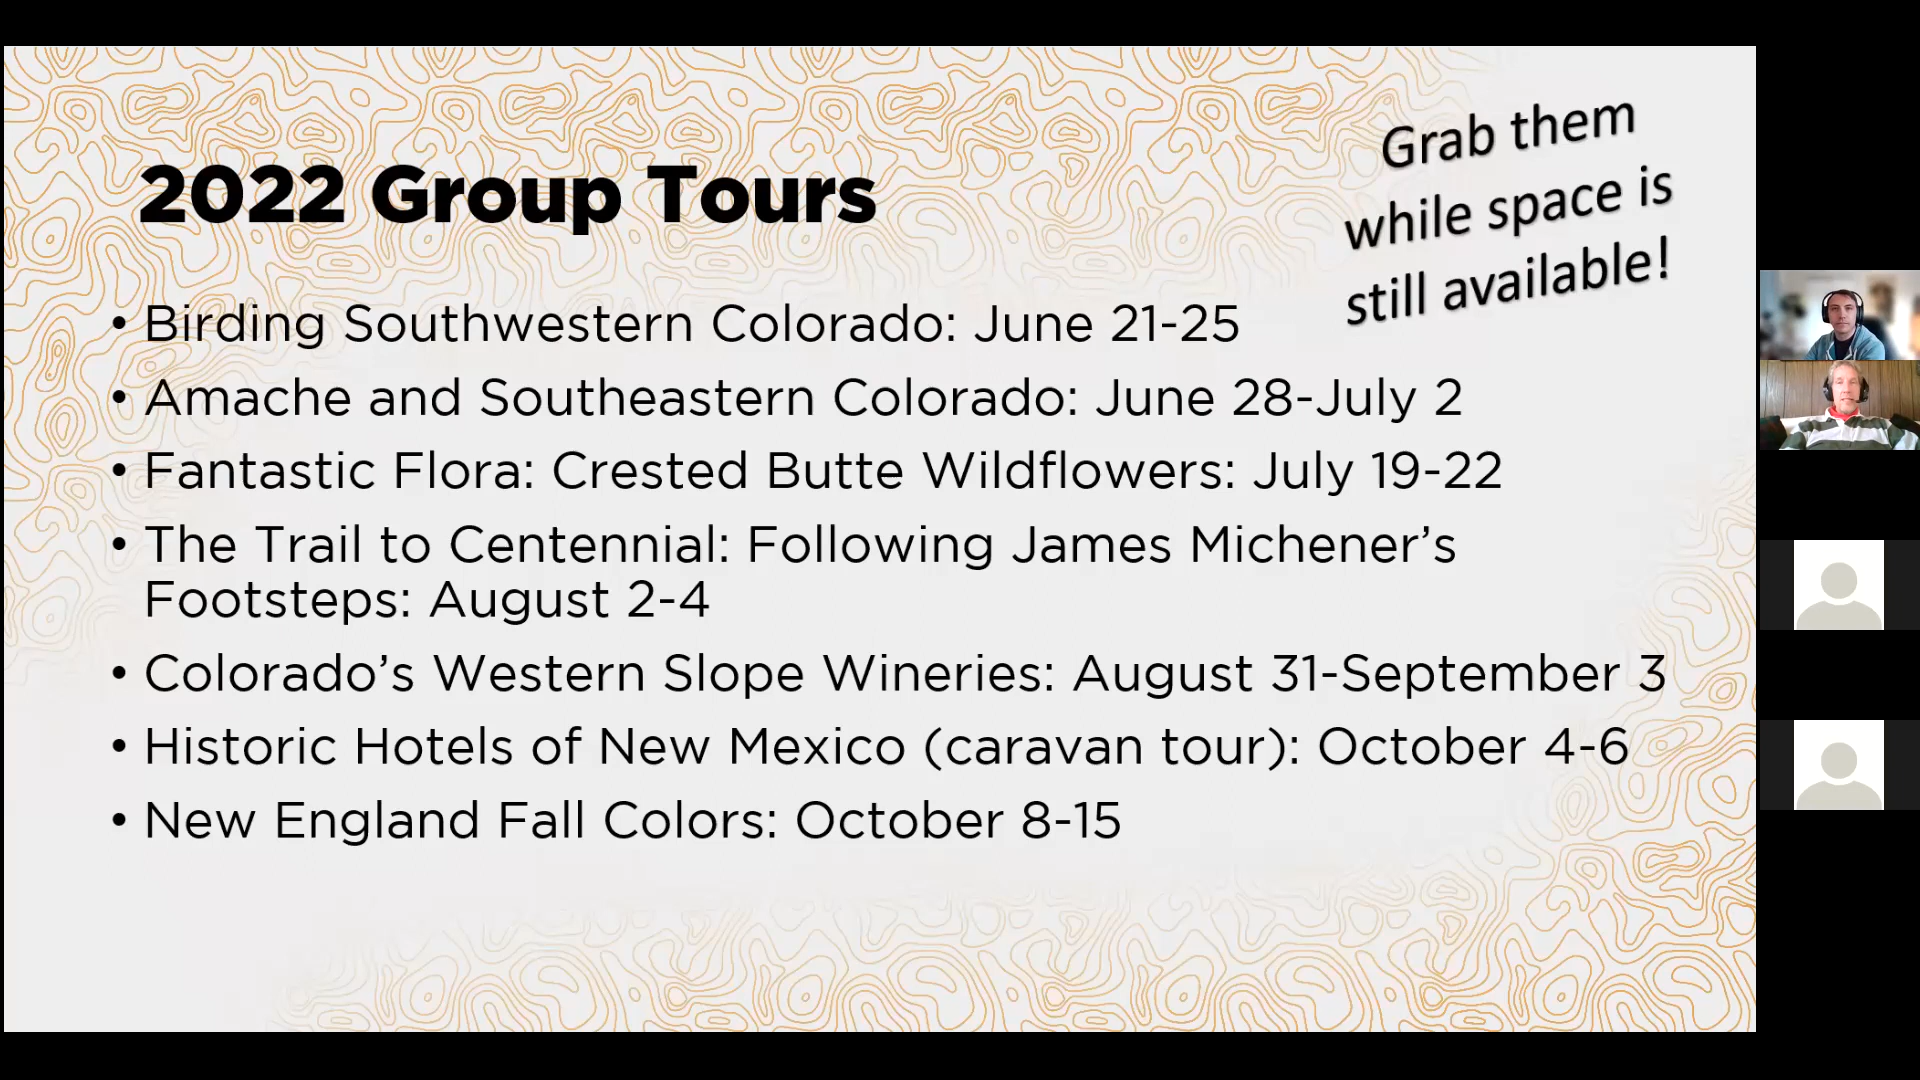 2022 Group Tours
Grab them
while space is
still available!
• Birding Southwestern Colorado: June 21-25
• Amache and Southeastern Colorado: June 28-July 2
• Fantastic Flora: Crested Butte Wildflowers: July 19-22
• The Trail to Centennial: Following James Michener’s
Footsteps: August 2-4
• Colorado’s Western Slope Wineries: August 31-September 3
• Historic Hotels of New Mexico (caravan tour): October 4-6
• New England Fall Colors: October 8-15